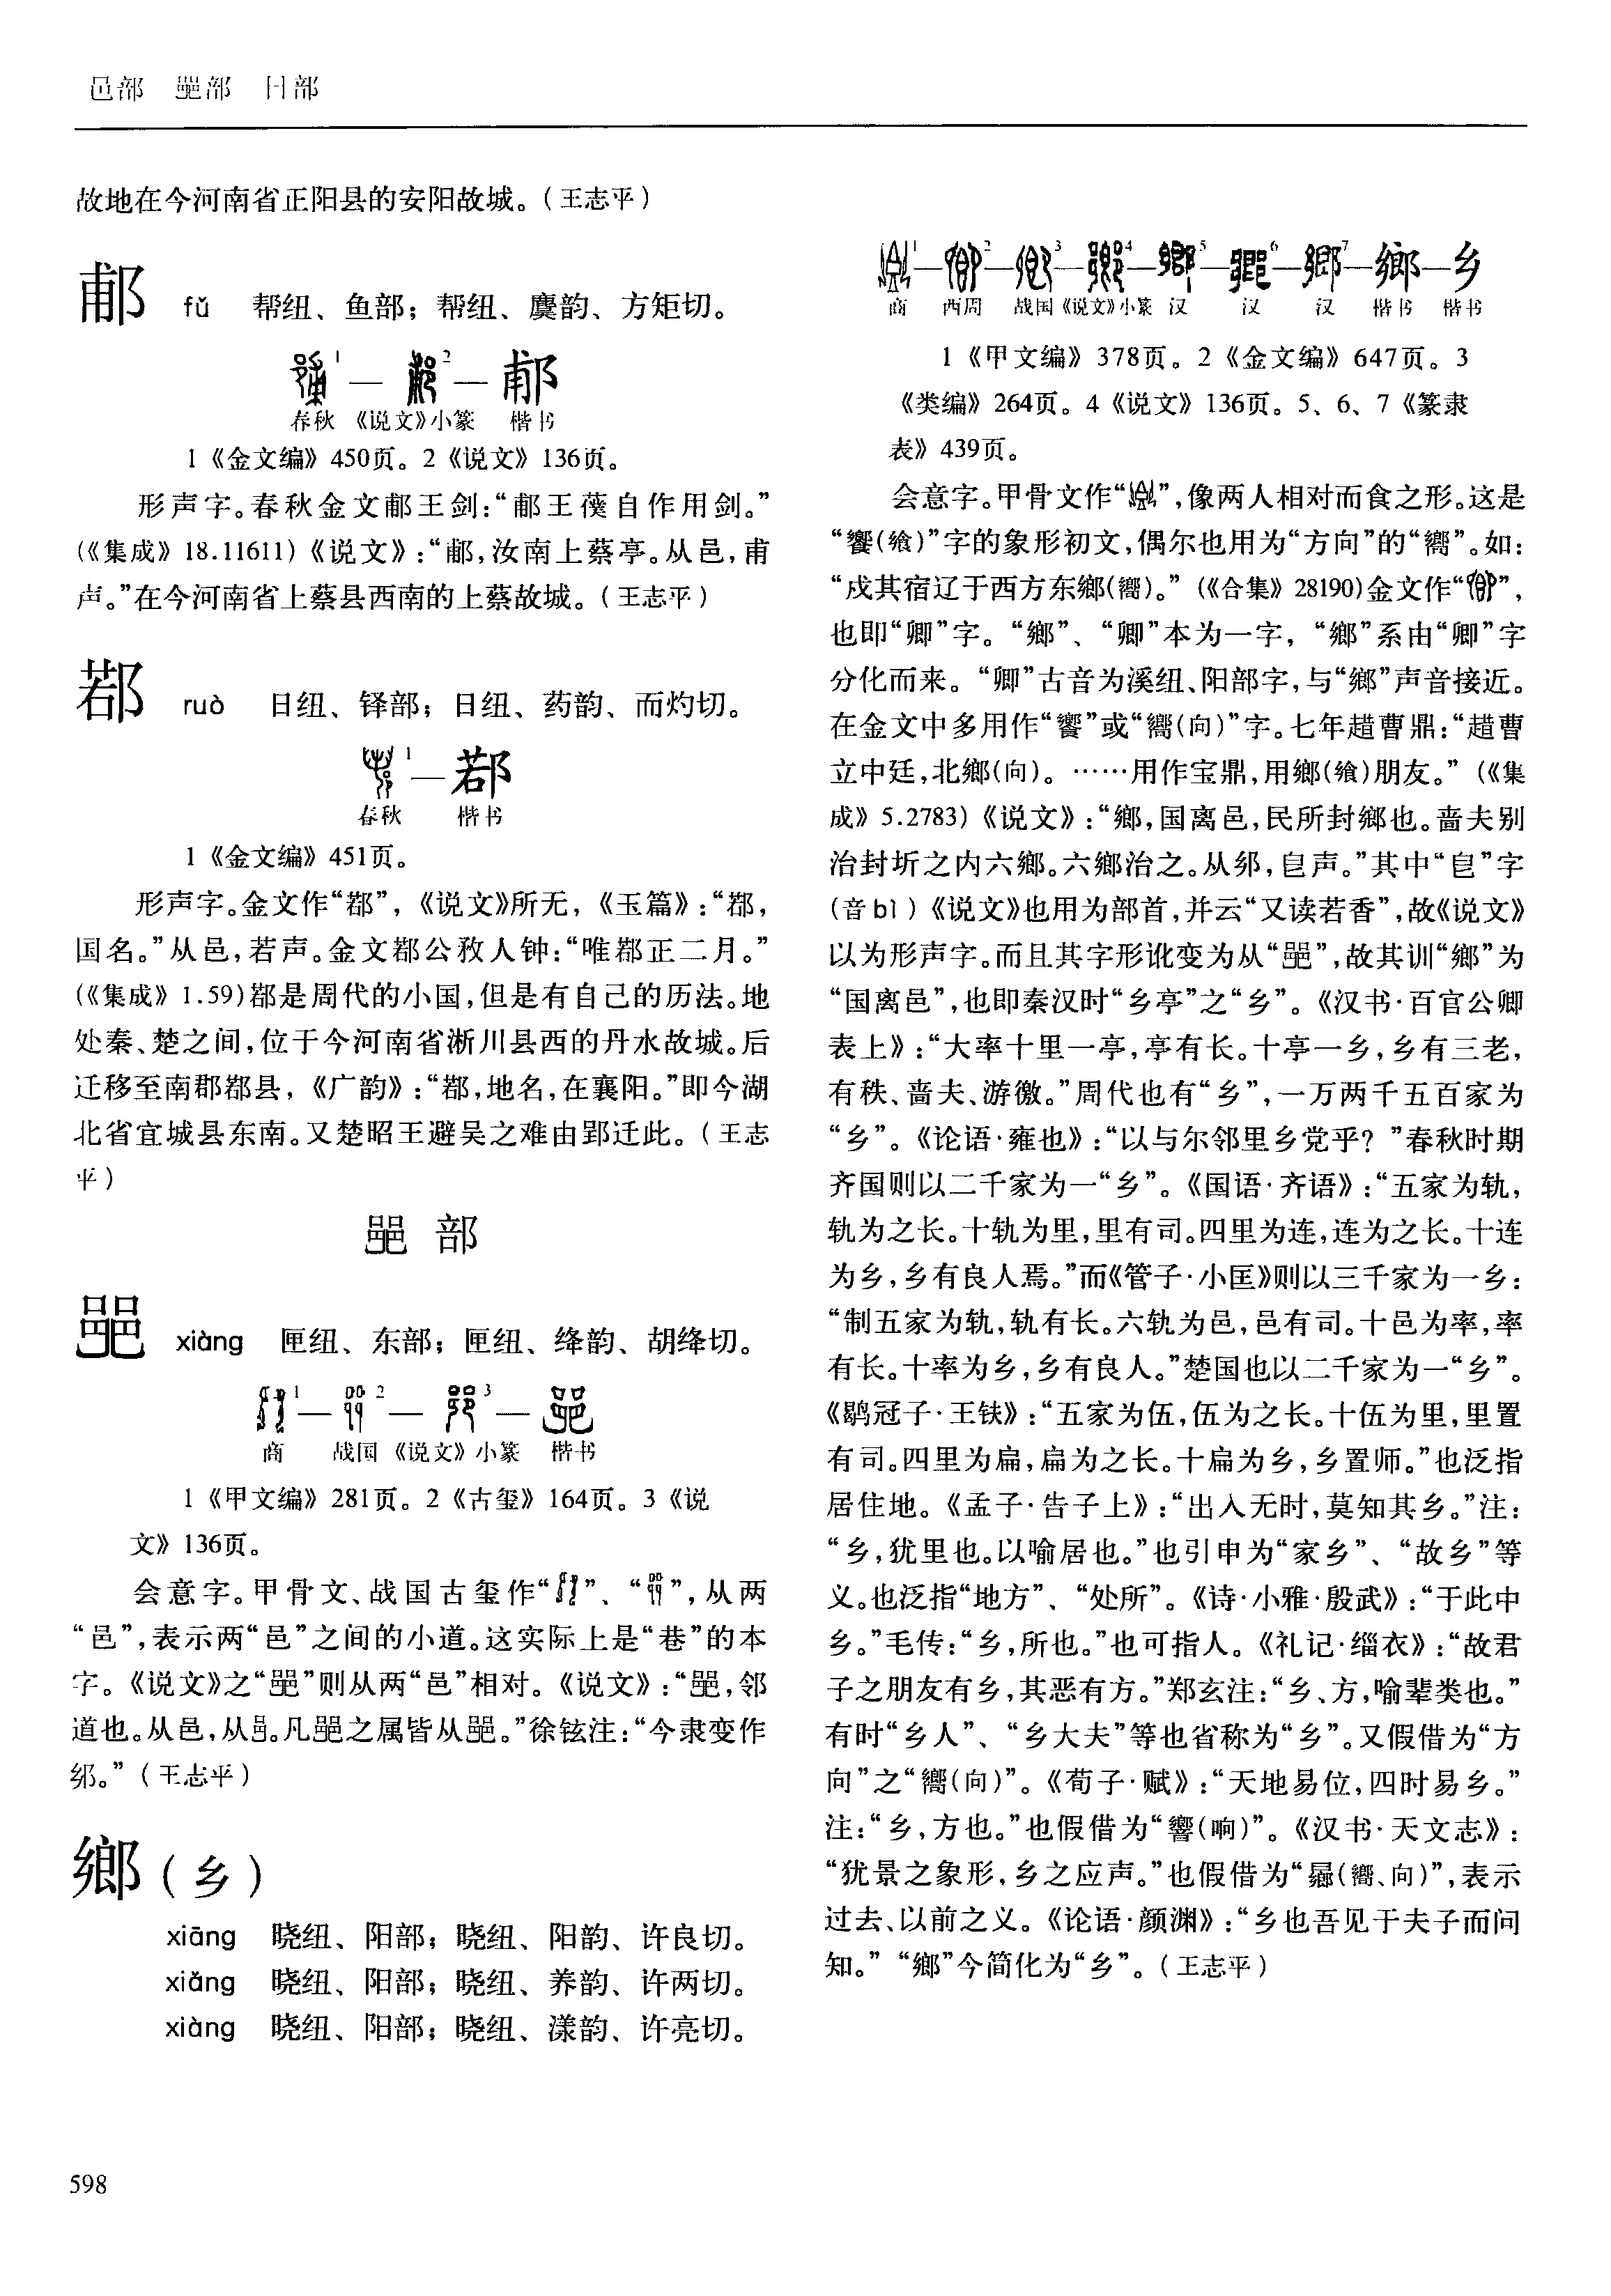 邑部 𨛜部 日部
故地在今河南省正阳县的安阳故城。（王志平）
郙 fǔ 帮纽、鱼部；帮纽、麌韵、方矩切。
1—2—郙
春秋 《说文》小篆 楷书
1《金文编》450页。2《说文》136页。
形声字。春秋金文郙王剑：“郙王自作用剑。”
(《集成》18.11611)《说文》：“郙，汝南上蔡亭。从邑，甫
声。”在今河南省上蔡县西南的上蔡故城。（王志平）
鄀 ruò 日纽、铎部；日纽、药韵、而灼切。
1—鄀
春秋 楷书
1《金文编》451页。
形声字。金文作“鄀”，《说文》所无，《玉篇》：“鄀，
国名。”从邑，若声。金文鄀公敄人钟：“唯鄀正二月。”
(《集成》1.59)鄀是周代的小国，但是有自己的历法。地
处秦、楚之间，位于今河南省淅川县西的丹水故城。后
迁移至南郡鄀县，《广韵》：“鄀，地名，在襄阳。”即今湖
北省宜城县东南。又楚昭王避吴之难由郢迁此。（王志
平）
部
xiàng 匣纽、东部；匣纽、绛韵、胡绛切。
1—2—3—
商 战国 《说文》小篆 楷书
1《甲文编》281页。2《古玺》164页。3《说
文》136页。
会意字。甲骨文、战国古玺作“”、“”，从两
“邑”，表示两“邑”之间的小道。这实际上是“巷”的本
字。《说文》之“”则从两“邑”相对。《说文》：“，邻
道也。从邑，从。凡之属皆从。”徐铉注：“今隶变作
。”（王志平）
鄉（乡）
xiāng 晓纽、阳部；晓纽、阳韵、许良切。
xiǎng 晓纽、阳部；晓纽、养韵、许两切。
xiàng 晓纽、阳部；晓纽、漾韵、许亮切。
1—2—3—4—5—6—7—鄉—乡
商 西周 战国 《说文》小篆 汉 汉 汉 楷书 楷书
1《甲文编》378页。2《金文编》647页。3
《类编》264页。4《说文》136页。5、6、7《篆隶
表》439页。
会意字。甲骨文作“”，像两人相对而食之形。这是
“饗(飨)”字的象形初文，偶尔也用为“方向”的“嚮”。如：
“戍其宿辽于西方东鄉(嚮)。”(《合集》28190)金文作“”，
也即“卿”字。“鄉”、“卿”本为一字，“鄉”系由“卿”字
分化而来。“卿”古音为溪纽、阳部字，与“鄉”声音接近。
在金文中多用作“饗”或“嚮(向)”字。七年趞曹鼎：“趞曹
立中廷，北鄉(向)。……用作宝鼎，用鄉(飨)朋友。”(《集
成》5.2783)《说文》：“鄉，国离邑，民所封鄉也。啬夫别
治封圻之内六鄉。六鄉治之。从，皀声。”其中“皀”字
(音bī)《说文》也用为部首，并云“又读若香”，故《说文》
以为形声字。而且其字形讹变为从“”，故其训“鄉”为
“国离邑”，也即秦汉时“乡亭”之“乡”。《汉书·百官公卿
表上》：“大率十里一亭，亭有长。十亭一乡，乡有三老，
有秩、啬夫、游徼。”周代也有“乡”，一万两千五百家为
“乡”。《论语·雍也》：“以与尔邻里乡党乎？”春秋时期
齐国则以二千家为一“乡”。《国语·齐语》：“五家为轨，
轨为之长。十轨为里，里有司。四里为连，连为之长。十连
为乡，乡有良人焉。”而《管子·小匡》则以三千家为一乡：
“制五家为轨，轨有长。六轨为邑，邑有司。十邑为率，率
有长。十率为乡，乡有良人。”楚国也以二千家为一“乡”。
《鹖冠子·王铁》：“五家为伍，伍为之长。十伍为里，里置
有司。四里为扁，扁为之长。十扁为乡，乡置师。”也泛指
居住地。《孟子·告子上》：“出入无时，莫知其乡。”注：
“乡，犹里也。以喻居也。”也引申为“家乡”、“故乡”等
义。也泛指“地方”、“处所”。《诗·小雅·殷武》：“于此中
乡。”毛传：“乡，所也。”也可指人。《礼记·缁衣》：“故君
子之朋友有乡，其恶有方。”郑玄注：“乡、方，喻辈类也。”
有时“乡人”、“乡大夫”等也省称为“乡”。又假借为“方
向”之“嚮(向)”。《荀子·赋》：“天地易位，四时易乡。”
注：“乡，方也。”也假借为“響(响)”。《汉书·天文志》：
“犹景之象形，乡之应声。”也假借为“曏(嚮、向)”，表示
过去、以前之义。《论语·颜渊》：“乡也吾见于夫子而问
知。”“鄉”今简化为“乡”。（王志平）
598